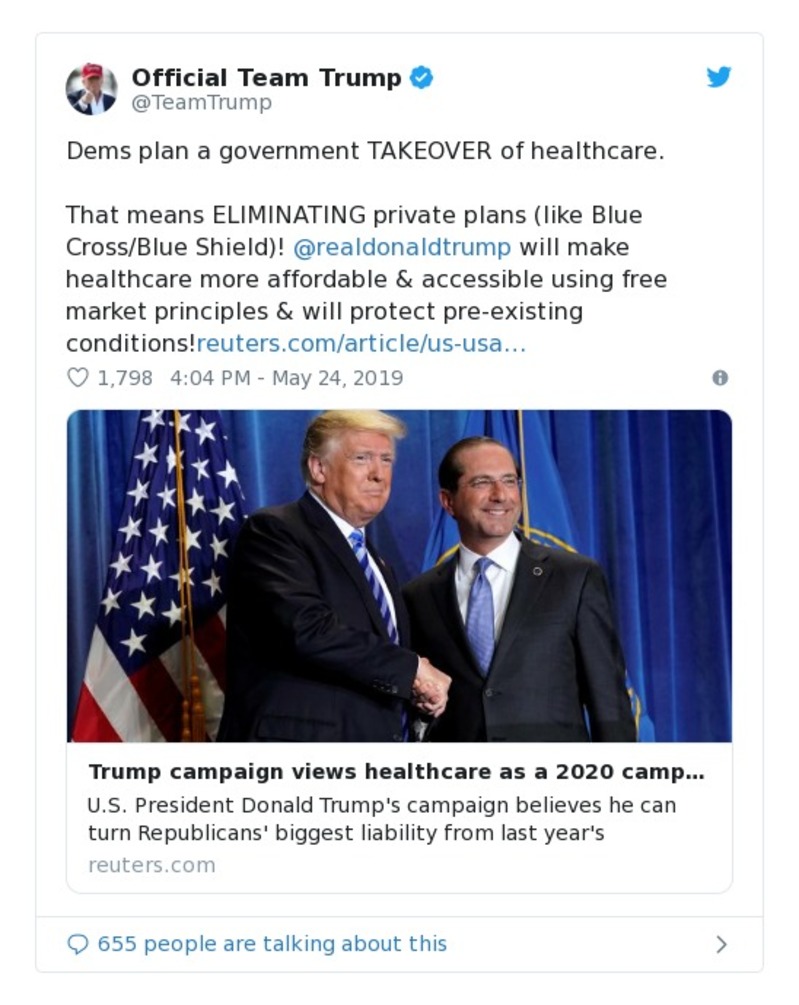 Official Team Trump
@TeamTrump
Dems plan a government TAKEOVER of healthcare.
That means ELIMINATING private plans (like Blue
Cross/Blue Shield)! @realdonaldtrump will make
healthcare more affordable & accessible using free
market principles & will protect pre-existing
conditions!reuters.com/article/us-usa…
1,798 4:04 PM - May 24, 2019
Trump campaign views healthcare as a 2020 camp…
U.S. President Donald Trump's campaign believes he can
turn Republicans' biggest liability from last year's
reuters.com
655 people are talking about this